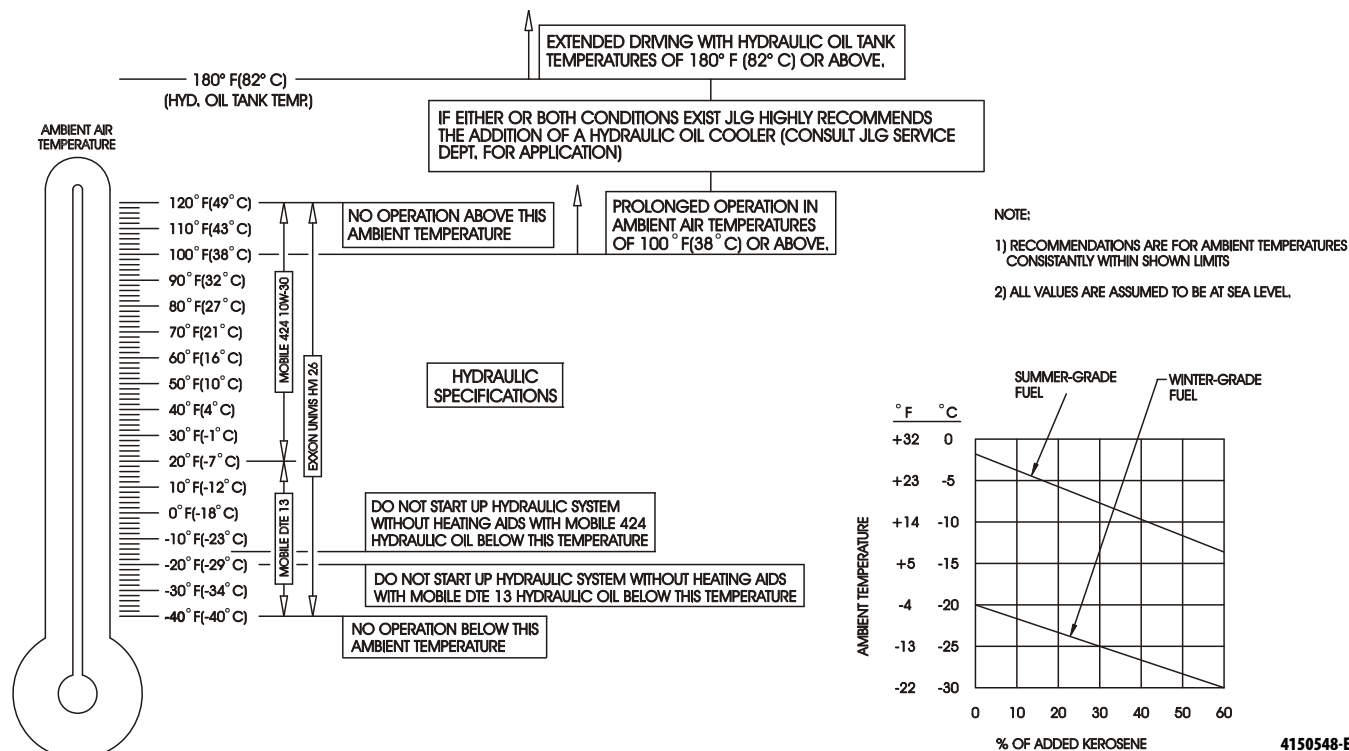 EXTENDED DRIVING WITH HYDRAULIC OIL TANK
TEMPERATURES OF 180° F (82° C) OR ABOVE.
180° F(82° C)
(HYD. OIL TANK TEMP.)
IF EITHER OR BOTH CONDITIONS EXIST JLG HIGHLY RECOMMENDS
THE ADDITION OF A HYDRAULIC OIL COOLER (CONSULT JLG SERVICE
DEPT. FOR APPLICATION)
AMBIENT AIR
TEMPERATURE
120°F(49°C)
110°F(43°C)
100°F(38°C)
90°F(32°C)
80°F(27°C)
70°F(21°C)
60°F(16°C)
50°F(10°C)
40°F(4°C)
30°F(-1°C)
20°F(-7°C)
10°F(-12°C)
0°F(-18°C)
-10°F(-23°C)
-20°F(-29°C)
-30°F(-34°C)
-40°F(-40°C)
MOBILE 424 10W-30
MOBILE DTE 13
EXXON UNIVIS HVI 26
NO OPERATION ABOVE THIS
AMBIENT TEMPERATURE
PROLONGED OPERATION IN
AMBIENT AIR TEMPERATURES
OF 100°F(38°C) OR ABOVE.
HYDRAULIC
SPECIFICATIONS
DO NOT START UP HYDRAULIC SYSTEM
WITHOUT HEATING AIDS WITH MOBILE 424
HYDRAULIC OIL BELOW THIS TEMPERATURE
DO NOT START UP HYDRAULIC SYSTEM WITHOUT HEATING AIDS
WITH MOBILE DTE 13 HYDRAULIC OIL BELOW THIS TEMPERATURE
NO OPERATION BELOW THIS
AMBIENT TEMPERATURE
NOTE:
1) RECOMMENDATIONS ARE FOR AMBIENT TEMPERATURES
CONSISTANTLY WITHIN SHOWN LIMITS
2) ALL VALUES ARE ASSUMED TO BE AT SEA LEVEL.
SUMMER-GRADE
FUEL
WINTER-GRADE
FUEL
°F °C
+32 0
+23 -5
+14 -10
+5 -15
-4 -20
-13 -25
-22 -30
AMBIENT TEMPERATURE
0 10 20 30 40 50 60
% OF ADDED KEROSENE
4150548-E